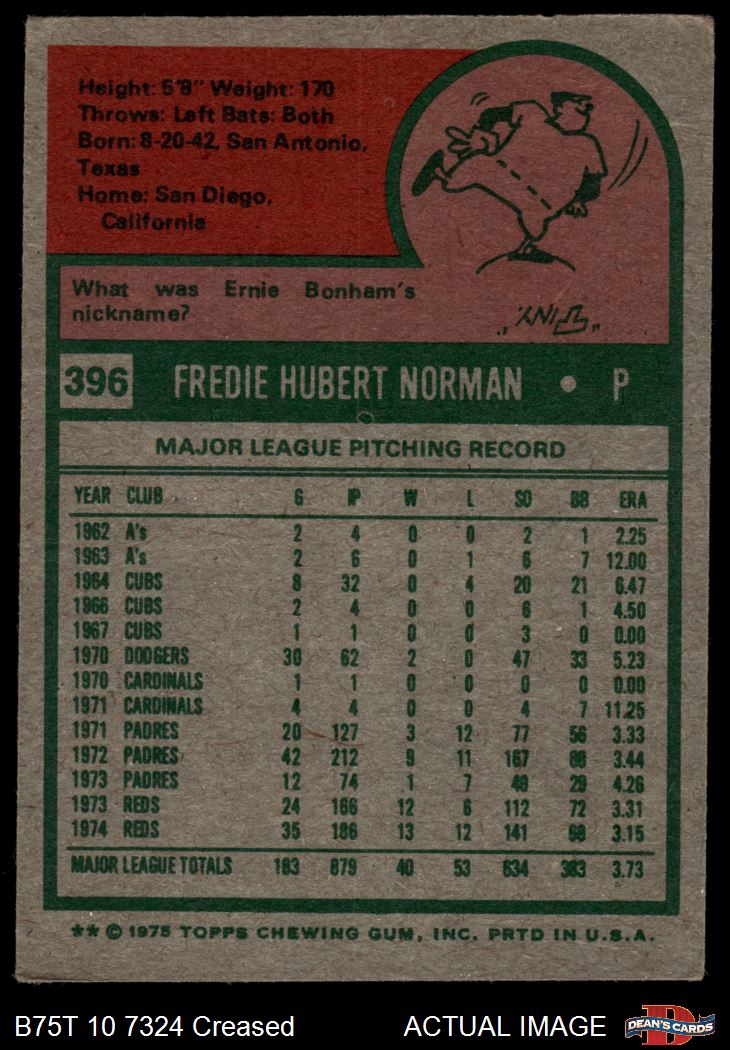 Height: 5'8" Weight: 170
Throws: Left Bats: Both
Born: 8-20-42, San Antonio,
Texas
Home: San Diego,
California
What was Ernie Bonham's
nickname?
"TINY."
396 FREDIE HUBERT NORMAN • P
MAJOR LEAGUE PITCHING RECORD
YEAR CLUB G IP W L SO BB ERA
1962 A's 2 4 0 0 2 1 2.25
1963 A's 2 6 0 1 6 7 12.00
1964 CUBS 8 32 0 4 20 21 6.47
1966 CUBS 2 4 0 0 6 1 4.50
1967 CUBS 1 1 0 0 3 0 0.00
1970 DODGERS 30 62 2 0 47 33 5.23
1970 CARDINALS 1 1 0 0 0 0 0.00
1971 CARDINALS 4 4 0 0 4 7 11.25
1971 PADRES 20 127 3 12 77 56 3.33
1972 PADRES 42 212 9 11 167 88 3.44
1973 PADRES 12 74 1 7 49 29 4.26
1973 REDS 24 166 12 6 112 72 3.31
1974 REDS 35 186 13 12 141 68 3.15
MAJOR LEAGUE TOTALS 183 879 40 53 634 383 3.73
** © 1975 TOPPS CHEWING GUM, INC. PRTD IN U.S.A.
B75T 10 7324 Creased ACTUAL IMAGE D DEAN'S CARDS